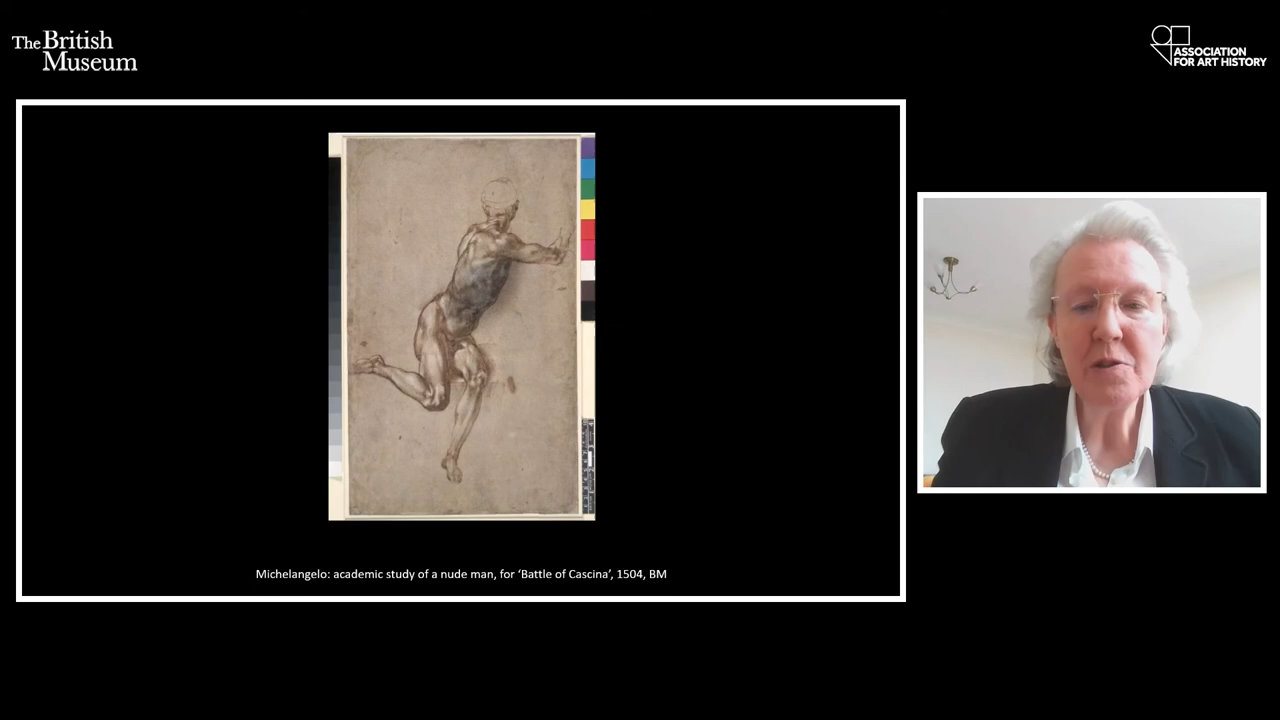 The British
Museum
ASSOCIATION
FOR ART HISTORY
Michelangelo: academic study of a nude man, for ‘Battle of Cascina’, 1504, BM